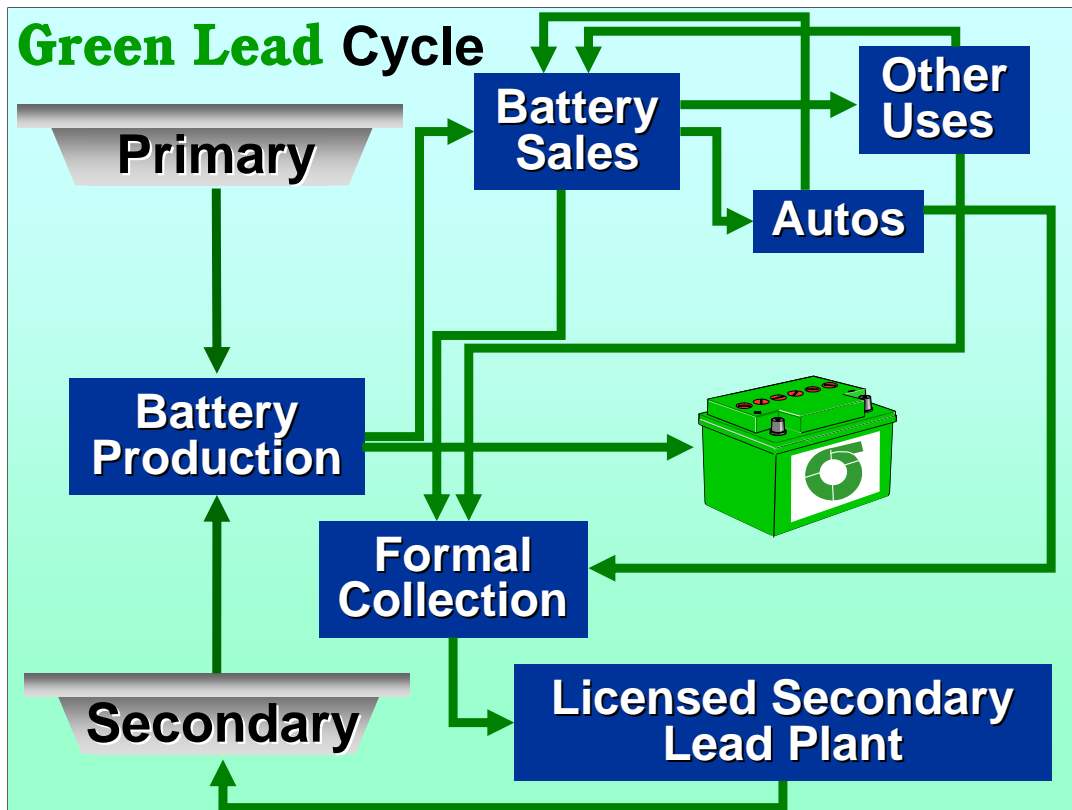 Green Lead Cycle
Primary
Battery
Sales
Other
Uses
Autos
Battery
Production
Formal
Collection
Secondary
Licensed Secondary
Lead Plant